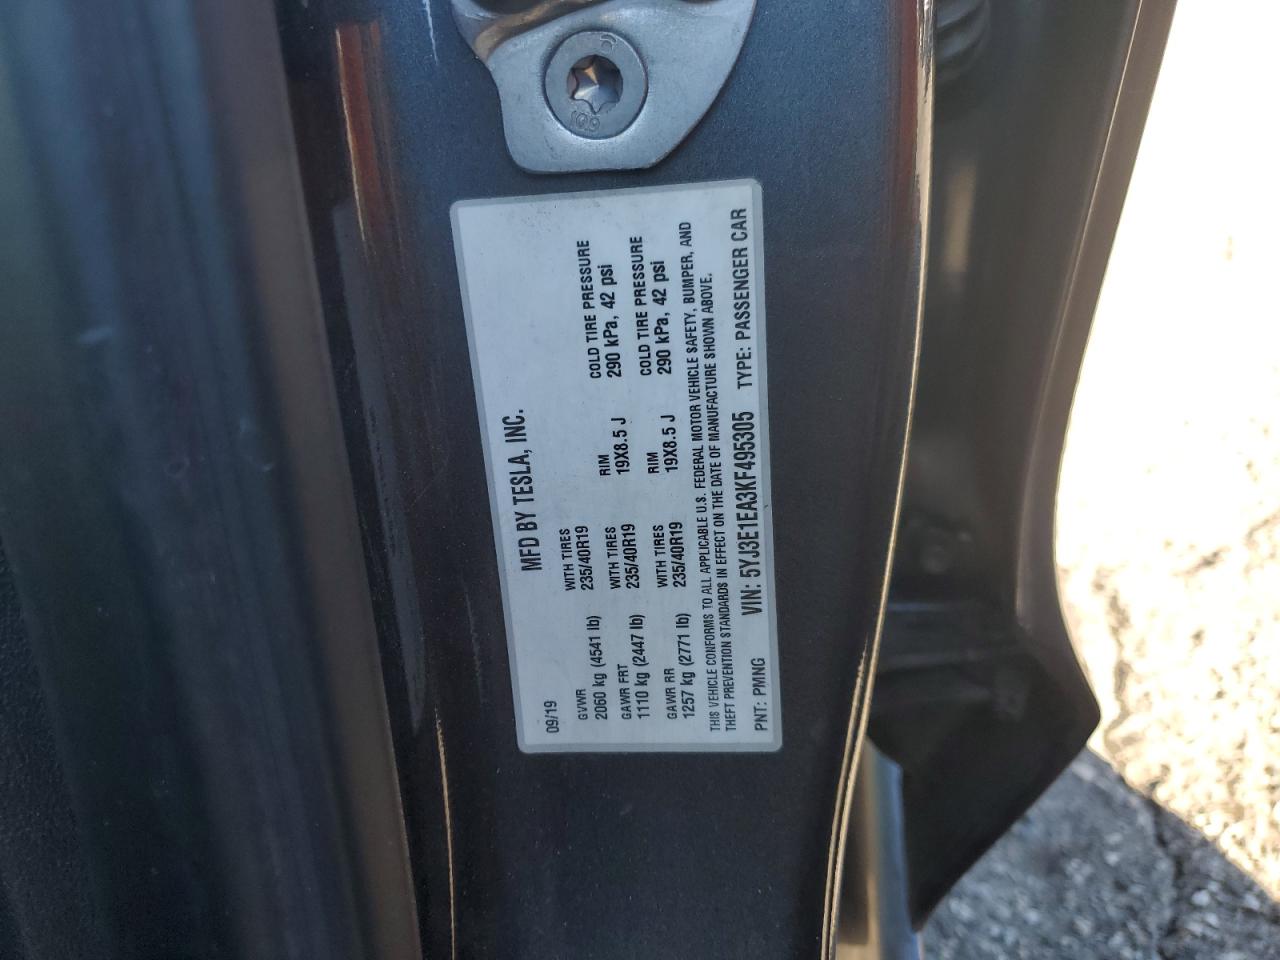 MFD BY TESLA, INC.
09/19
GVWR WITH TIRES RIM COLD TIRE PRESSURE
2060 kg (4541 lb) 235/40R19 19X8.5 J 290 kPa, 42 psi
GAWR FRT WITH TIRES RIM COLD TIRE PRESSURE
1110 kg (2447 lb) 235/40R19 19X8.5 J 290 kPa, 42 psi
GAWR RR WITH TIRES
1257 kg (2771 lb) 235/40R19
THIS VEHICLE CONFORMS TO ALL APPLICABLE U.S. FEDERAL MOTOR VEHICLE SAFETY, BUMPER, AND
THEFT PREVENTION STANDARDS IN EFFECT ON THE DATE OF MANUFACTURE SHOWN ABOVE.
PNT: PMNG VIN: 5YJ3E1EA3KF495305 TYPE: PASSENGER CAR